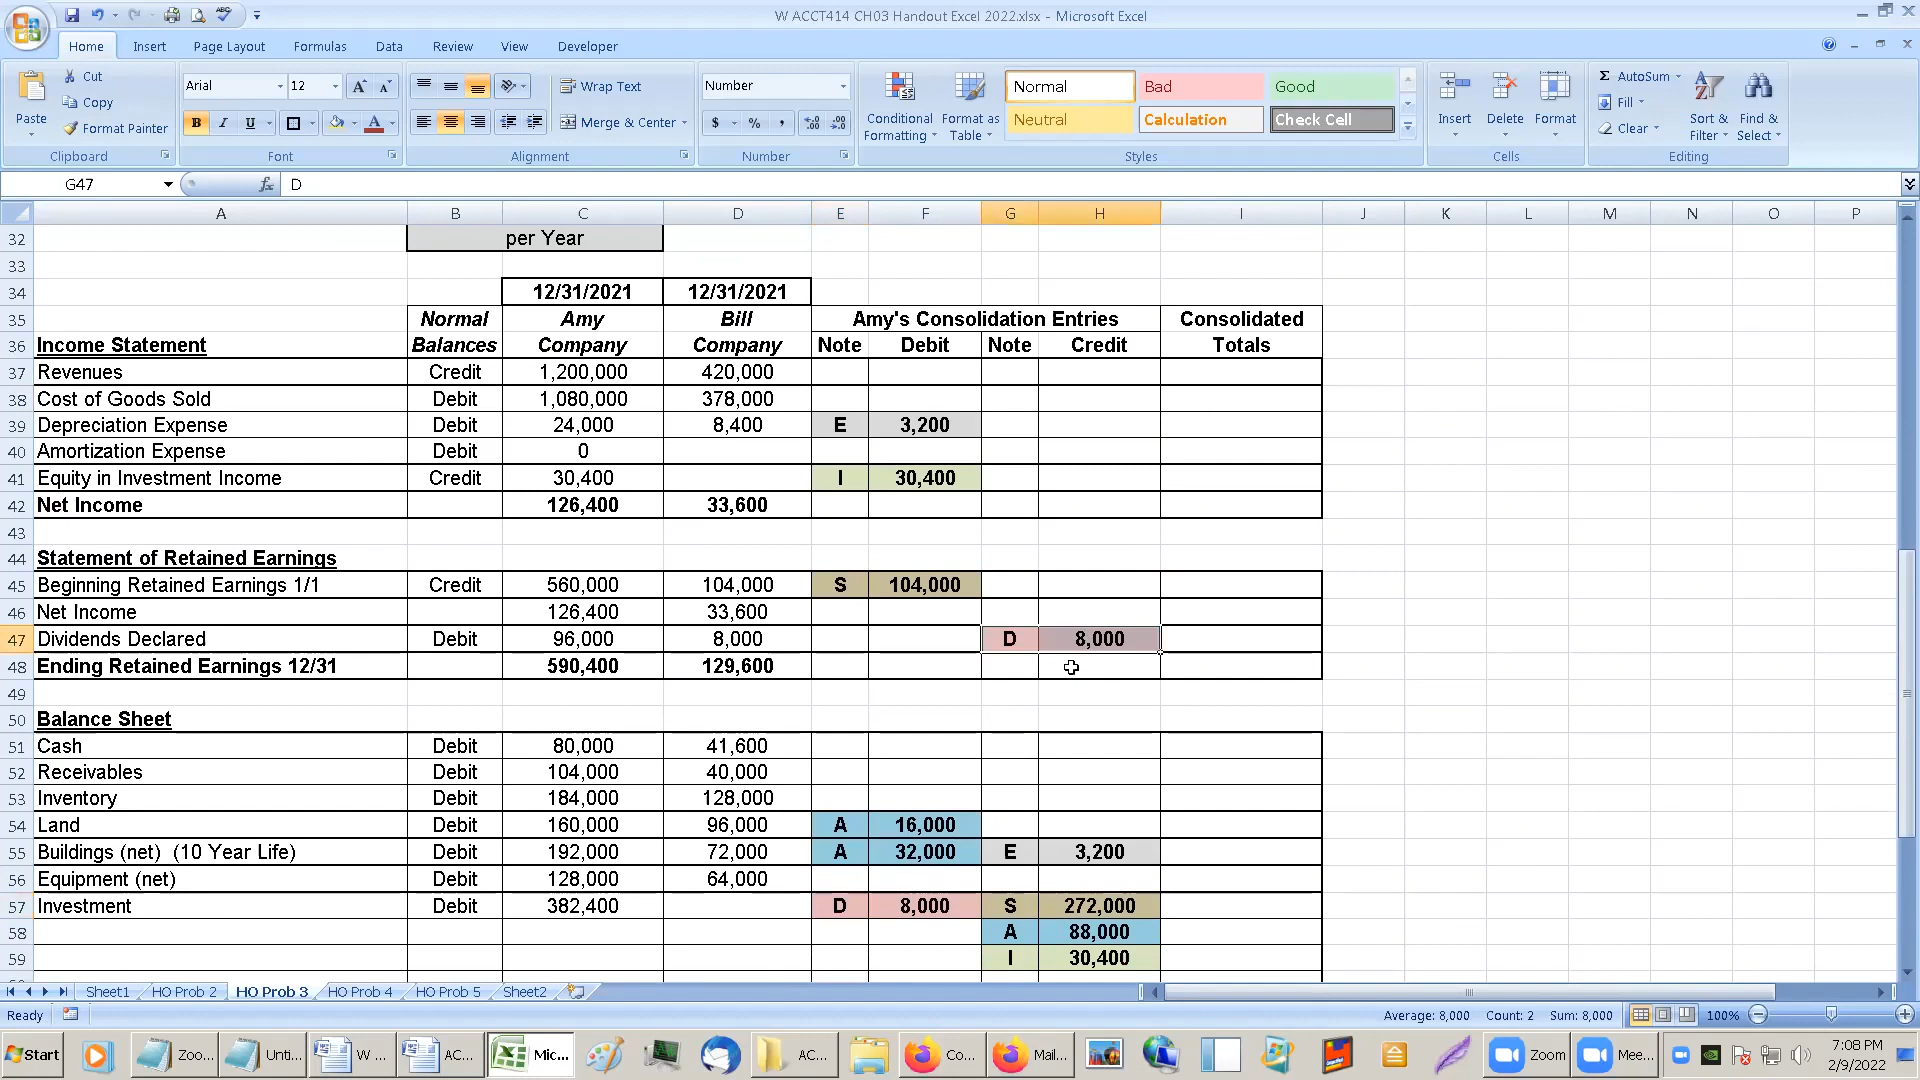 W ACCT414 CH03 Handout Excel 2022.xlsx - Microsoft Excel
Home Insert Page Layout Formulas Data Review View Developer
Paste
Cut
Copy
Format Painter
Clipboard
Arial 12
B I U
Font
Wrap Text
Merge & Center
Alignment
Number
$ % ,
Number
Conditional Formatting
Format as Table
Normal Bad Good
Neutral Calculation Check Cell
Styles
Insert Delete Format
Cells
Σ AutoSum
Fill
Clear
Sort & Filter
Find & Select
Editing
G47 fx D
A B C D E F G H I J K L M N O P
32 per Year
33
34 12/31/2021 12/31/2021
35 Normal Amy Bill Amy's Consolidation Entries Consolidated
36 Income Statement Balances Company Company Note Debit Note Credit Totals
37 Revenues Credit 1,200,000 420,000
38 Cost of Goods Sold Debit 1,080,000 378,000
39 Depreciation Expense Debit 24,000 8,400 E 3,200
40 Amortization Expense Debit 0
41 Equity in Investment Income Credit 30,400 I 30,400
42 Net Income 126,400 33,600
43
44 Statement of Retained Earnings
45 Beginning Retained Earnings 1/1 Credit 560,000 104,000 S 104,000
46 Net Income 126,400 33,600
47 Dividends Declared Debit 96,000 8,000 D 8,000
48 Ending Retained Earnings 12/31 590,400 129,600
49
50 Balance Sheet
51 Cash Debit 80,000 41,600
52 Receivables Debit 104,000 40,000
53 Inventory Debit 184,000 128,000
54 Land Debit 160,000 96,000 A 16,000
55 Buildings (net) (10 Year Life) Debit 192,000 72,000 A 32,000 E 3,200
56 Equipment (net) Debit 128,000 64,000
57 Investment Debit 382,400 D 8,000 S 272,000
58 A 88,000
59 I 30,400
Sheet1 HO Prob 2 HO Prob 3 HO Prob 4 HO Prob 5 Sheet2
Ready Average: 8,000 Count: 2 Sum: 8,000 100%
Start Zoo... Unti... W ... AC... Mic... AC... Co... Mail... Zoom Mee... 7:08 PM
2/9/2022